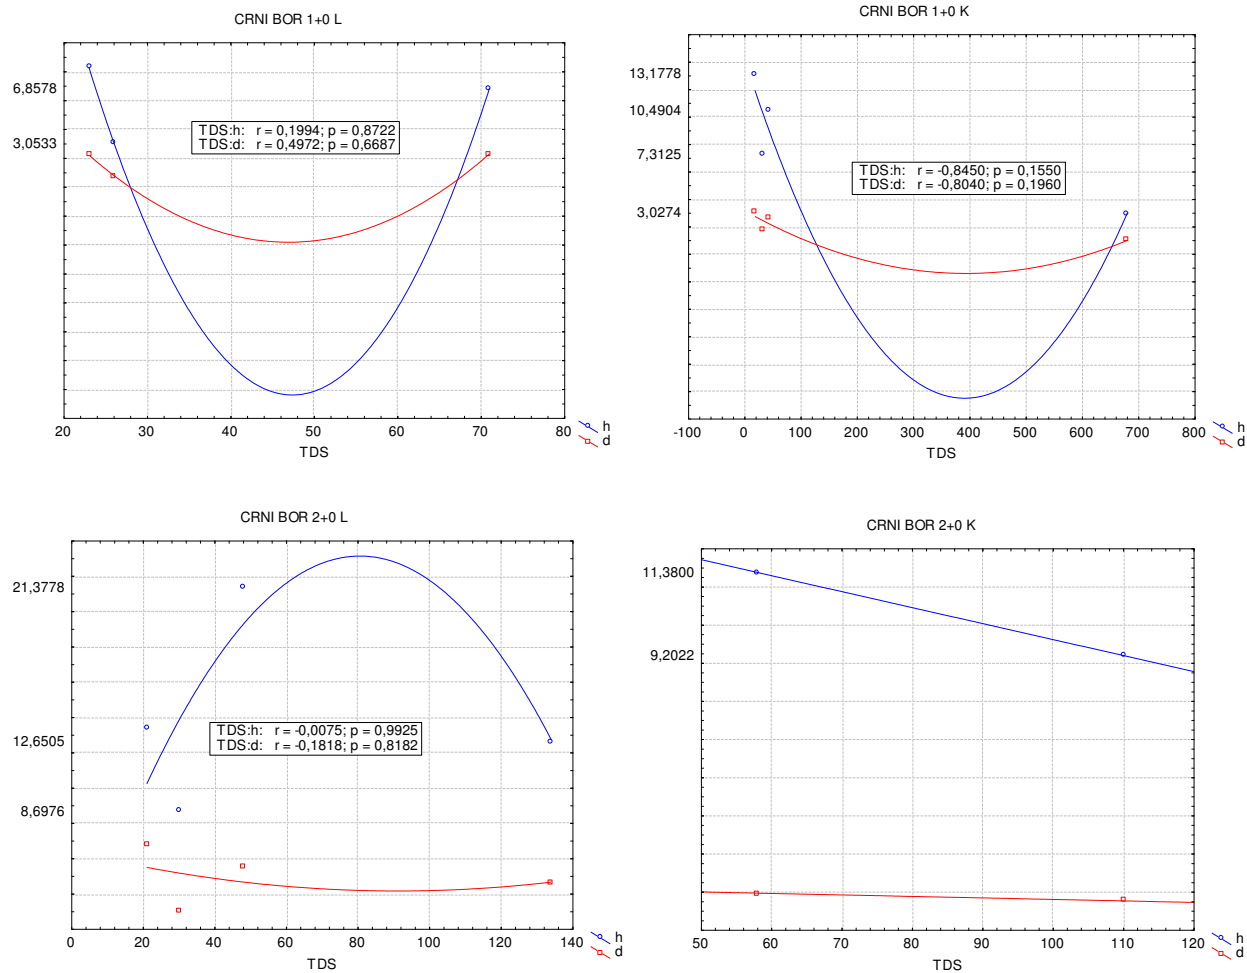 CRNI BOR 1+0 L
6,8578
3,0533
TDS:h: r = 0,1994; p = 0,8722
TDS:d: r = 0,4972; p = 0,6687
20 30 40 50 60 70 80
TDS
h
d
CRNI BOR 1+0 K
13,1778
10,4904
7,3125
3,0274
TDS:h: r = -0,8450; p = 0,1550
TDS:d: r = -0,8040; p = 0,1960
-100 0 100 200 300 400 500 600 700 800
TDS
h
d
CRNI BOR 2+0 L
21,3778
12,6505
8,6976
TDS:h: r = -0,0075; p = 0,9925
TDS:d: r = -0,1818; p = 0,8182
0 20 40 60 80 100 120 140
TDS
h
d
CRNI BOR 2+0 K
11,3800
9,2022
50 60 70 80 90 100 110 120
TDS
h
d